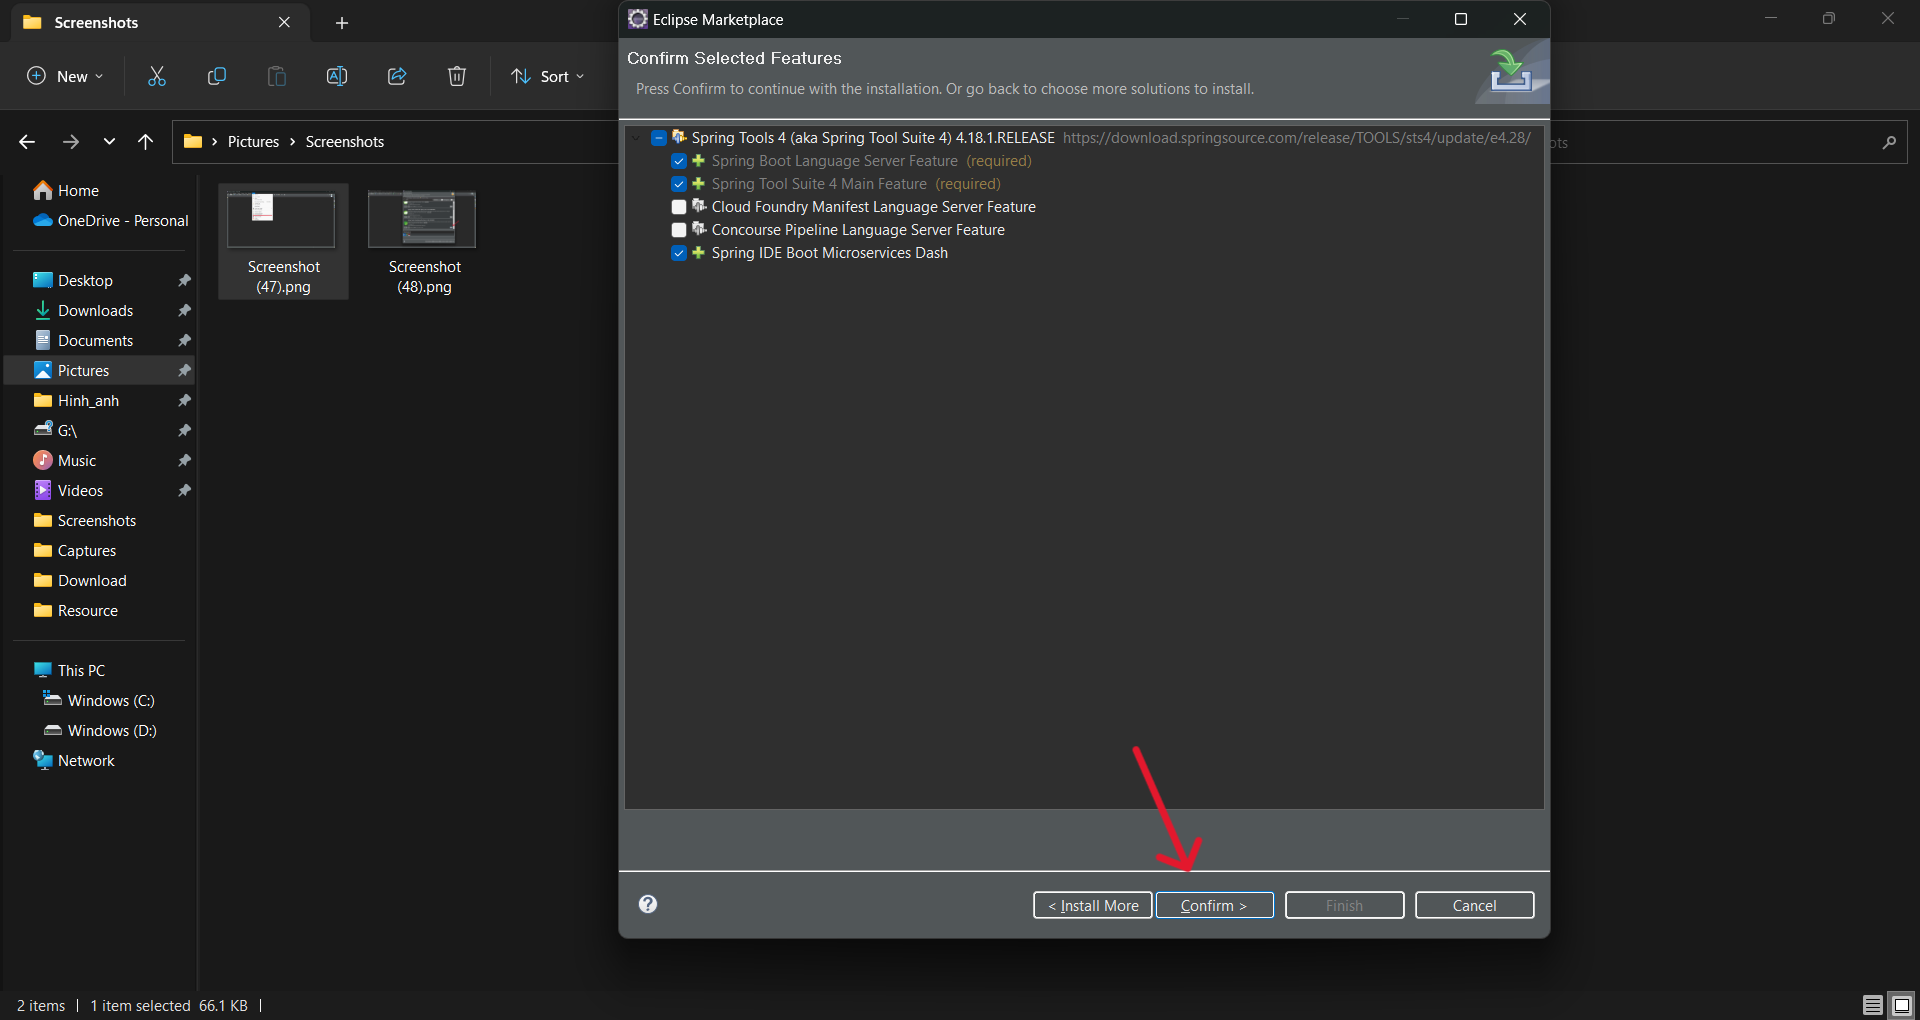 Screenshots
New
Sort
Pictures
Screenshots
Home
OneDrive - Personal
Desktop
Downloads
Documents
Pictures
Hinh_anh
G:\
Music
Videos
Screenshots
Captures
Download
Resource
This PC
Windows (C:)
Windows (D:)
Network
Screenshot
(47).png
Screenshot
(48).png
2 items
1 item selected 66.1 KB
Eclipse Marketplace
Confirm Selected Features
Press Confirm to continue with the installation. Or go back to choose more solutions to install.
Spring Tools 4 (aka Spring Tool Suite 4) 4.18.1.RELEASE https://download.springsource.com/release/TOOLS/sts4/update/e4.28/
Spring Boot Language Server Feature (required)
Spring Tool Suite 4 Main Feature (required)
Cloud Foundry Manifest Language Server Feature
Concourse Pipeline Language Server Feature
Spring IDE Boot Microservices Dash
< Install More
Confirm >
Finish
Cancel
ots